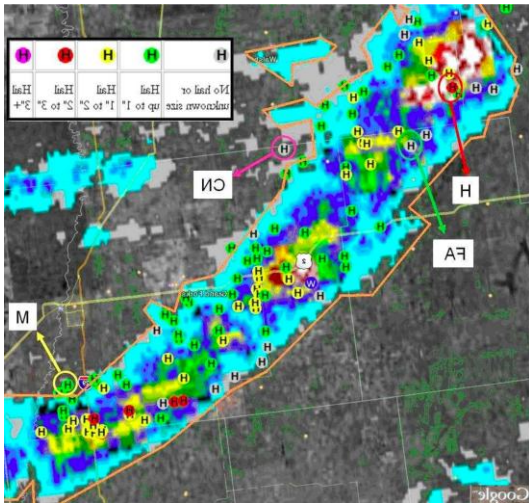 H H H H H
No hail or Hail Hail Hail Hail
unknown size up to 1" 1" to 2" 2" to 3" 3"+
CN
H
FA
2
W
M
Google